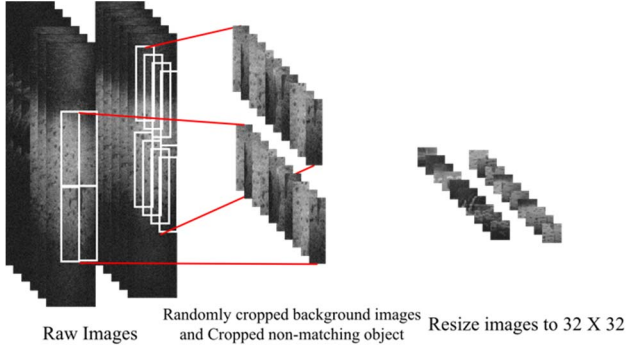 Raw Images
Randomly cropped background images
and Cropped non-matching object
Resize images to 32 X 32